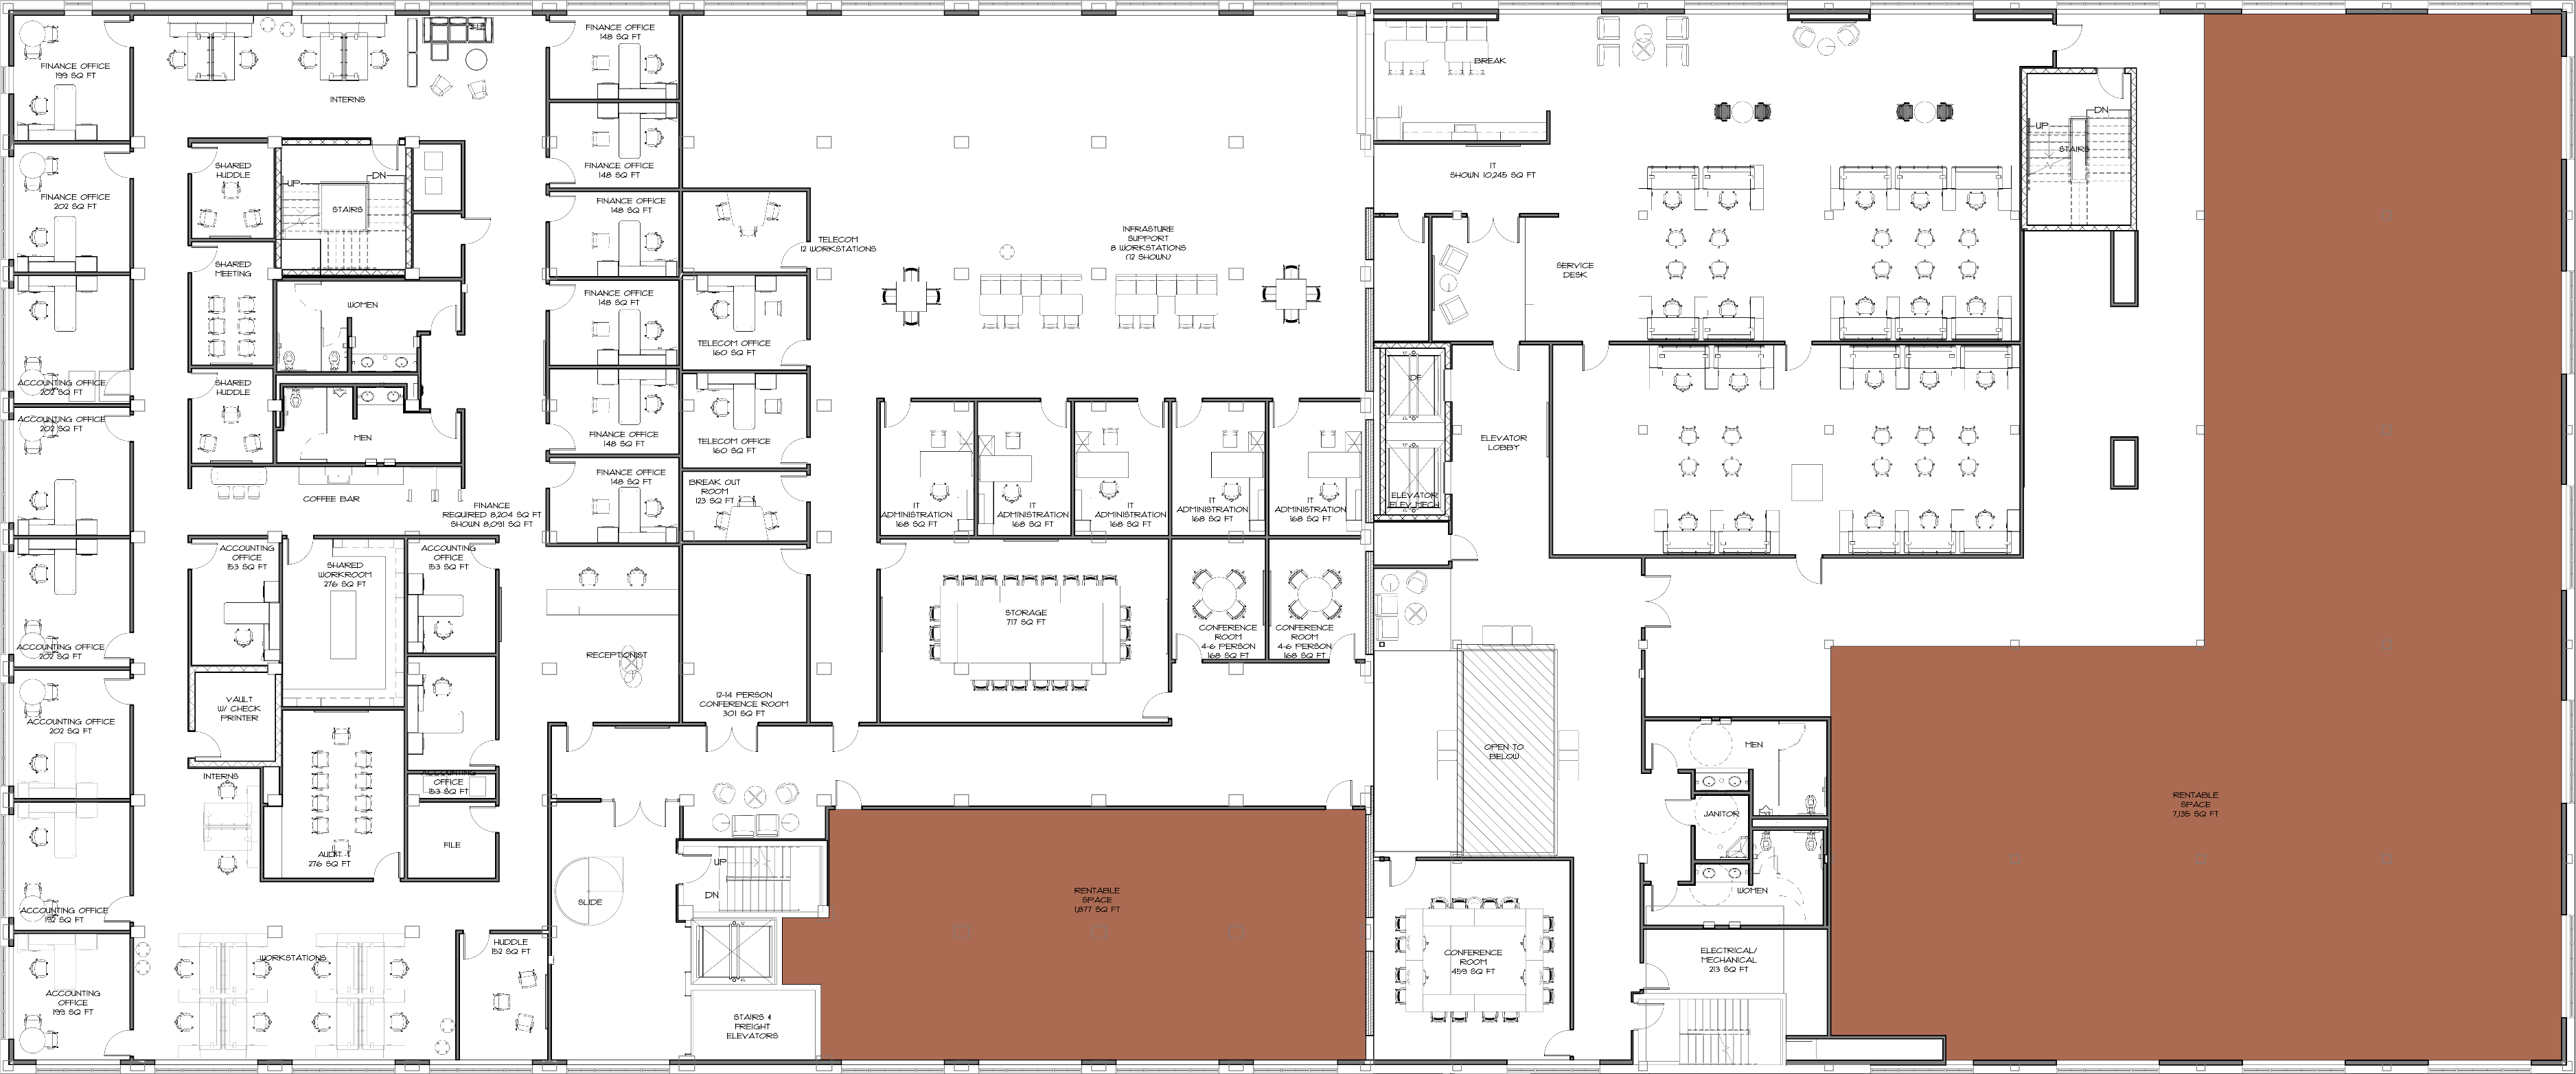 FINANCE OFFICE
199 SQ FT
INTERNS
FINANCE OFFICE
148 SQ FT
BREAK
FINANCE OFFICE
202 SQ FT
SHARED
HUDDLE
UP
DN
STAIRS
FINANCE OFFICE
148 SQ FT
FINANCE OFFICE
148 SQ FT
IT
SHOWN 10,245 SQ FT
DN
UP
STAIRS
SHARED
MEETING
WOMEN
FINANCE OFFICE
148 SQ FT
TELECOM
12 WORKSTATIONS
INFRASTURE
SUPPORT
8 WORKSTATIONS
(12 SHOWN)
SERVICE
DESK
TELECOM OFFICE
160 SQ FT
ACCOUNTING OFFICE
202 SQ FT
SHARED
HUDDLE
ACCOUNTING OFFICE
202 SQ FT
MEN
FINANCE OFFICE
148 SQ FT
TELECOM OFFICE
160 SQ FT
ELEVATOR
LOBBY
COFFEE BAR
FINANCE
REQUIRED 8,204 SQ FT
SHOWN 8,091 SQ FT
FINANCE OFFICE
148 SQ FT
BREAK OUT
ROOM
123 SQ FT
IT
ADMINISTRATION
168 SQ FT
IT
ADMINISTRATION
168 SQ FT
IT
ADMINISTRATION
168 SQ FT
IT
ADMINISTRATION
168 SQ FT
IT
ADMINISTRATION
168 SQ FT
ELEVATOR
ELEV MECH
ACCOUNTING
OFFICE
153 SQ FT
SHARED
WORKROOM
276 SQ FT
ACCOUNTING
OFFICE
153 SQ FT
STORAGE
717 SQ FT
CONFERENCE
ROOM
4-6 PERSON
168 SQ FT
CONFERENCE
ROOM
4-6 PERSON
168 SQ FT
ACCOUNTING OFFICE
202 SQ FT
RECEPTIONIST
VAULT
W/ CHECK
PRINTER
12-14 PERSON
CONFERENCE ROOM
301 SQ FT
ACCOUNTING OFFICE
202 SQ FT
OPEN TO
BELOW
MEN
INTERNS
ACCOUNTING
OFFICE
153 SQ FT
JANITOR
RENTABLE
SPACE
7,135 SQ FT
FILE
AUDIT
276 SQ FT
UP
DN
SLIDE
RENTABLE
SPACE
1,877 SQ FT
WOMEN
ACCOUNTING OFFICE
192 SQ FT
WORKSTATIONS
HUDDLE
152 SQ FT
CONFERENCE
ROOM
459 SQ FT
ELECTRICAL/
MECHANICAL
213 SQ FT
ACCOUNTING
OFFICE
199 SQ FT
STAIRS &
FREIGHT
ELEVATORS